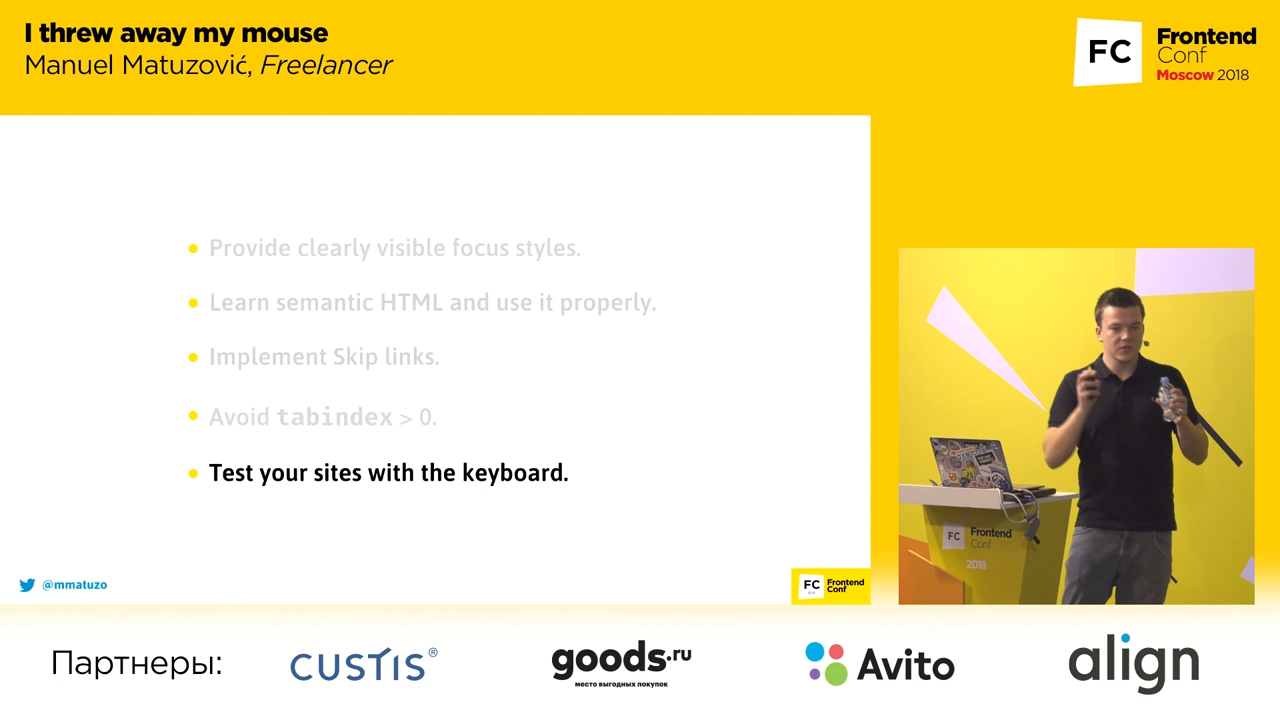 I threw away my mouse
Manuel Matuzović, Freelancer
FC
Frontend
Conf
Moscow 2018
• Provide clearly visible focus styles.
• Learn semantic HTML and use it properly.
• Implement Skip links.
• Avoid tabindex > 0.
• Test your sites with the keyboard.
@mmatuzo
FC
Frontend
Conf
FC
Frontend
Conf
2018
Партнеры:
CUSTIS®
goods.ru
место выгодных покупок
Avito
align